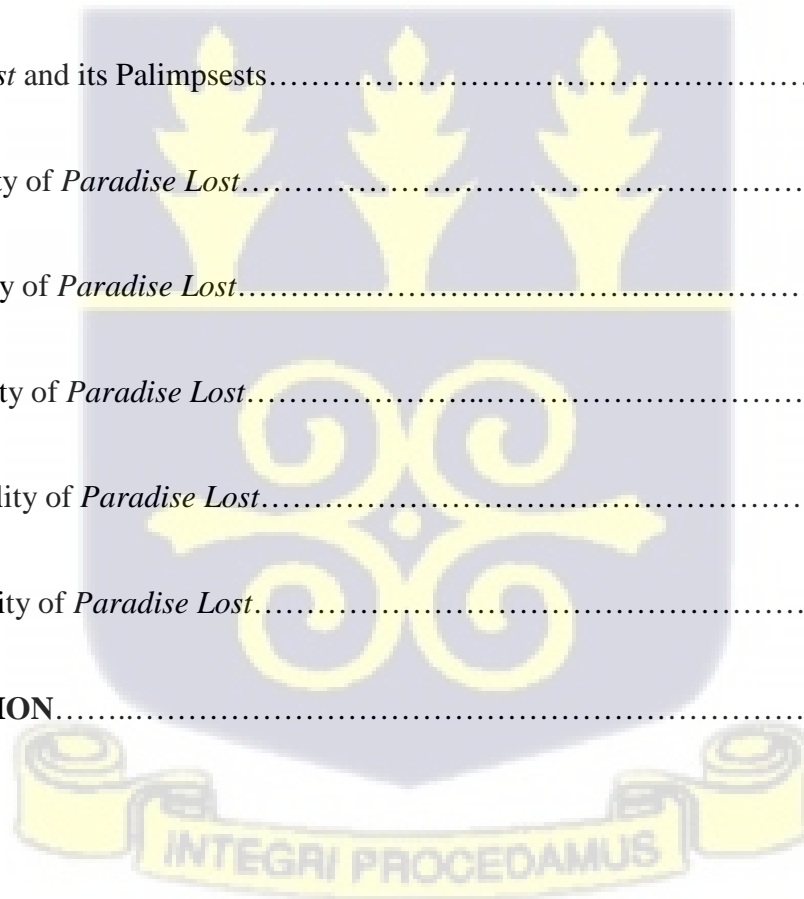 st and its Palimpsests……………………………………………………
ty of Paradise Lost……………………………………………………
y of Paradise Lost……………………………………………………
ty of Paradise Lost…………………...………………………………
lity of Paradise Lost…………………………………………………
ity of Paradise Lost…………………………………………………
ION……..……………………………………………………………
INTEGRI PROCEDAMUS